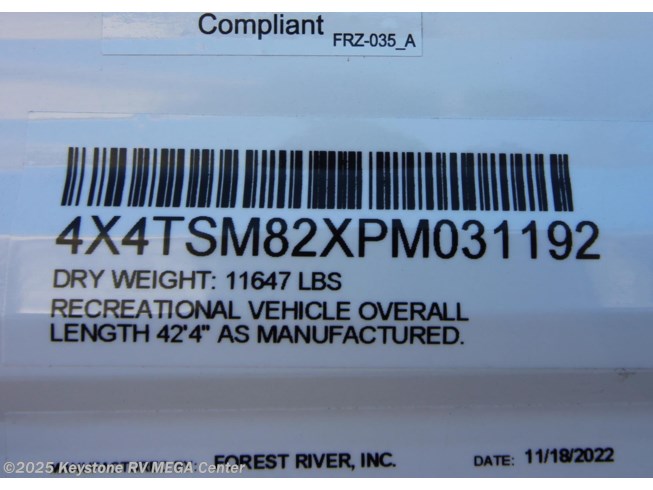 Compliant FRZ-035_A
4X4TSM82XPM031192
DRY WEIGHT: 11647 LBS
RECREATIONAL VEHICLE OVERALL
LENGTH 42'4" AS MANUFACTURED.
FOREST RIVER, INC. DATE: 11/18/2022
©2025 Keystone RV MEGA Center